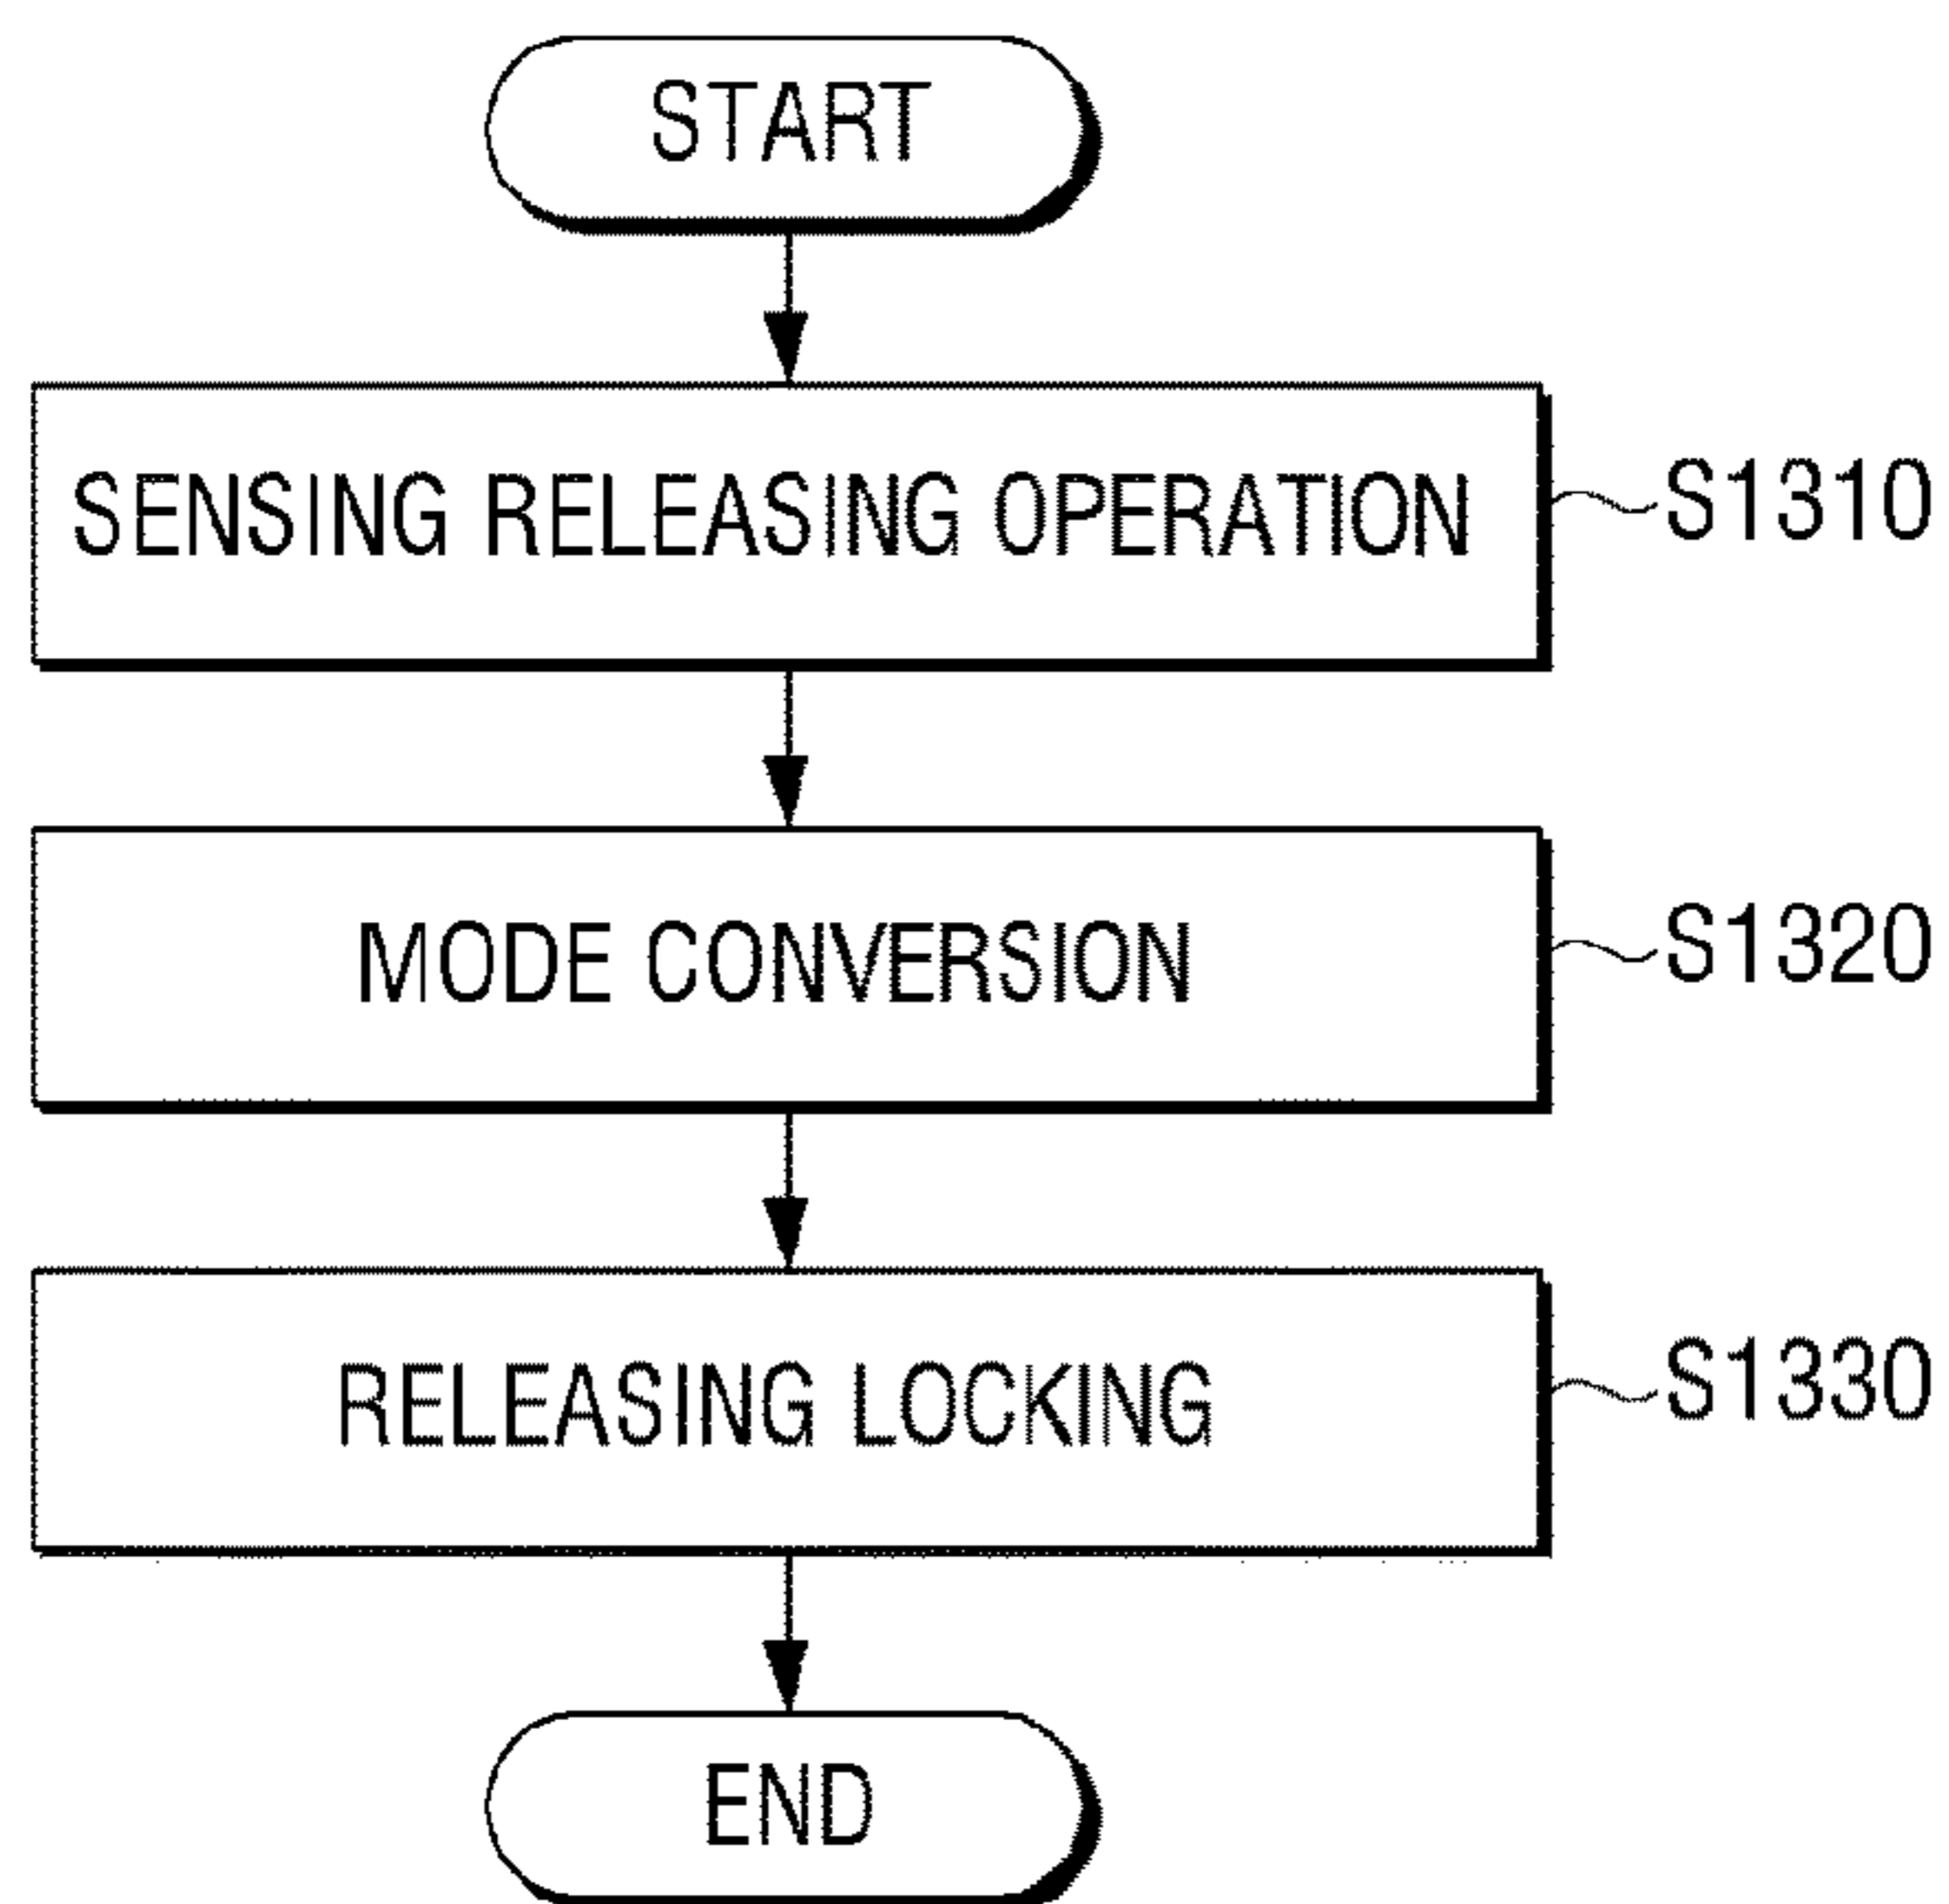 START
SENSING RELEASING OPERATION
S1310
MODE CONVERSION
S1320
RELEASING LOCKING
S1330
END